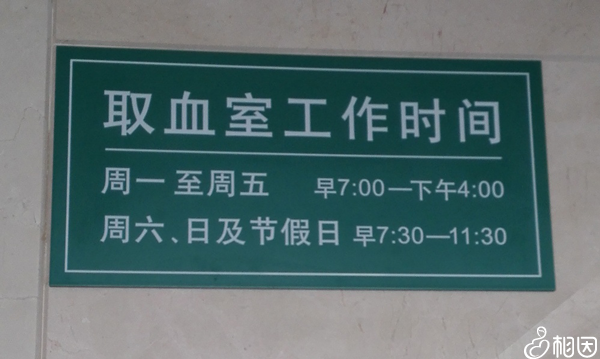 取血室工作时间
周一至周五 早7:00—下午4:00
周六、日及节假日 早7:30—11:30
相因